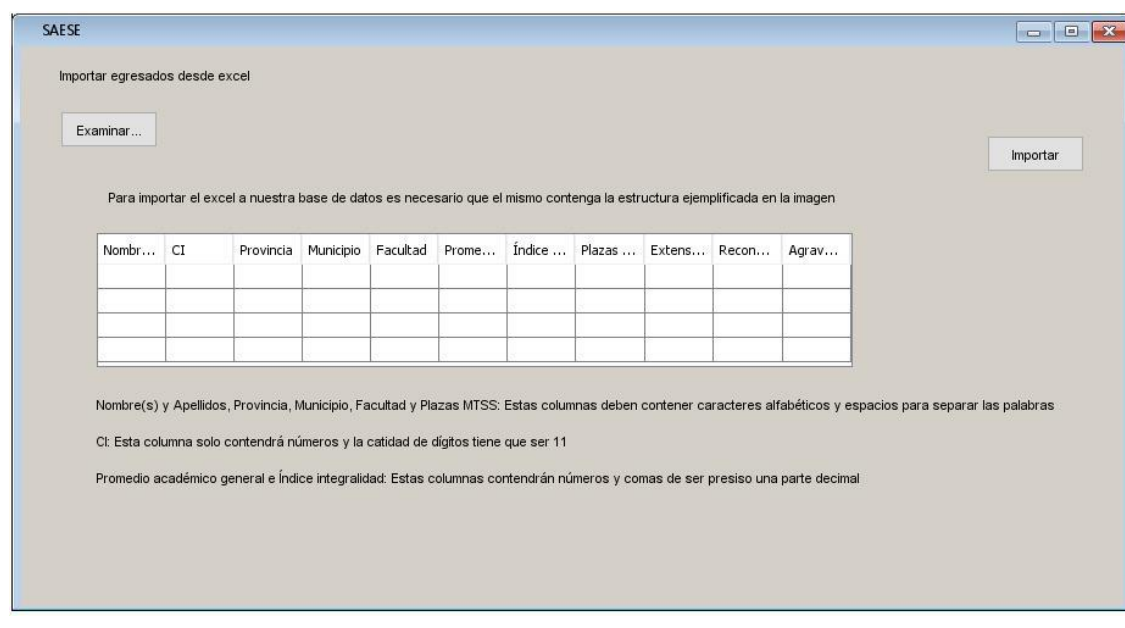 SAESE
Importar egresados desde excel
Examinar...
Importar
Para importar el excel a nuestra base de datos es necesario que el mismo contenga la estructura ejemplificada en la imagen
Nombr... CI Provincia Municipio Facultad Prome... Índice ... Plazas ... Extens... Recon... Agrav...
Nombre(s) y Apellidos, Provincia, Municipio, Facultad y Plazas MTSS: Estas columnas deben contener caracteres alfabéticos y espacios para separar las palabras
CI: Esta columna solo contendrá números y la catidad de dígitos tiene que ser 11
Promedio académico general e Índice integralidad: Estas columnas contendrán números y comas de ser presiso una parte decimal